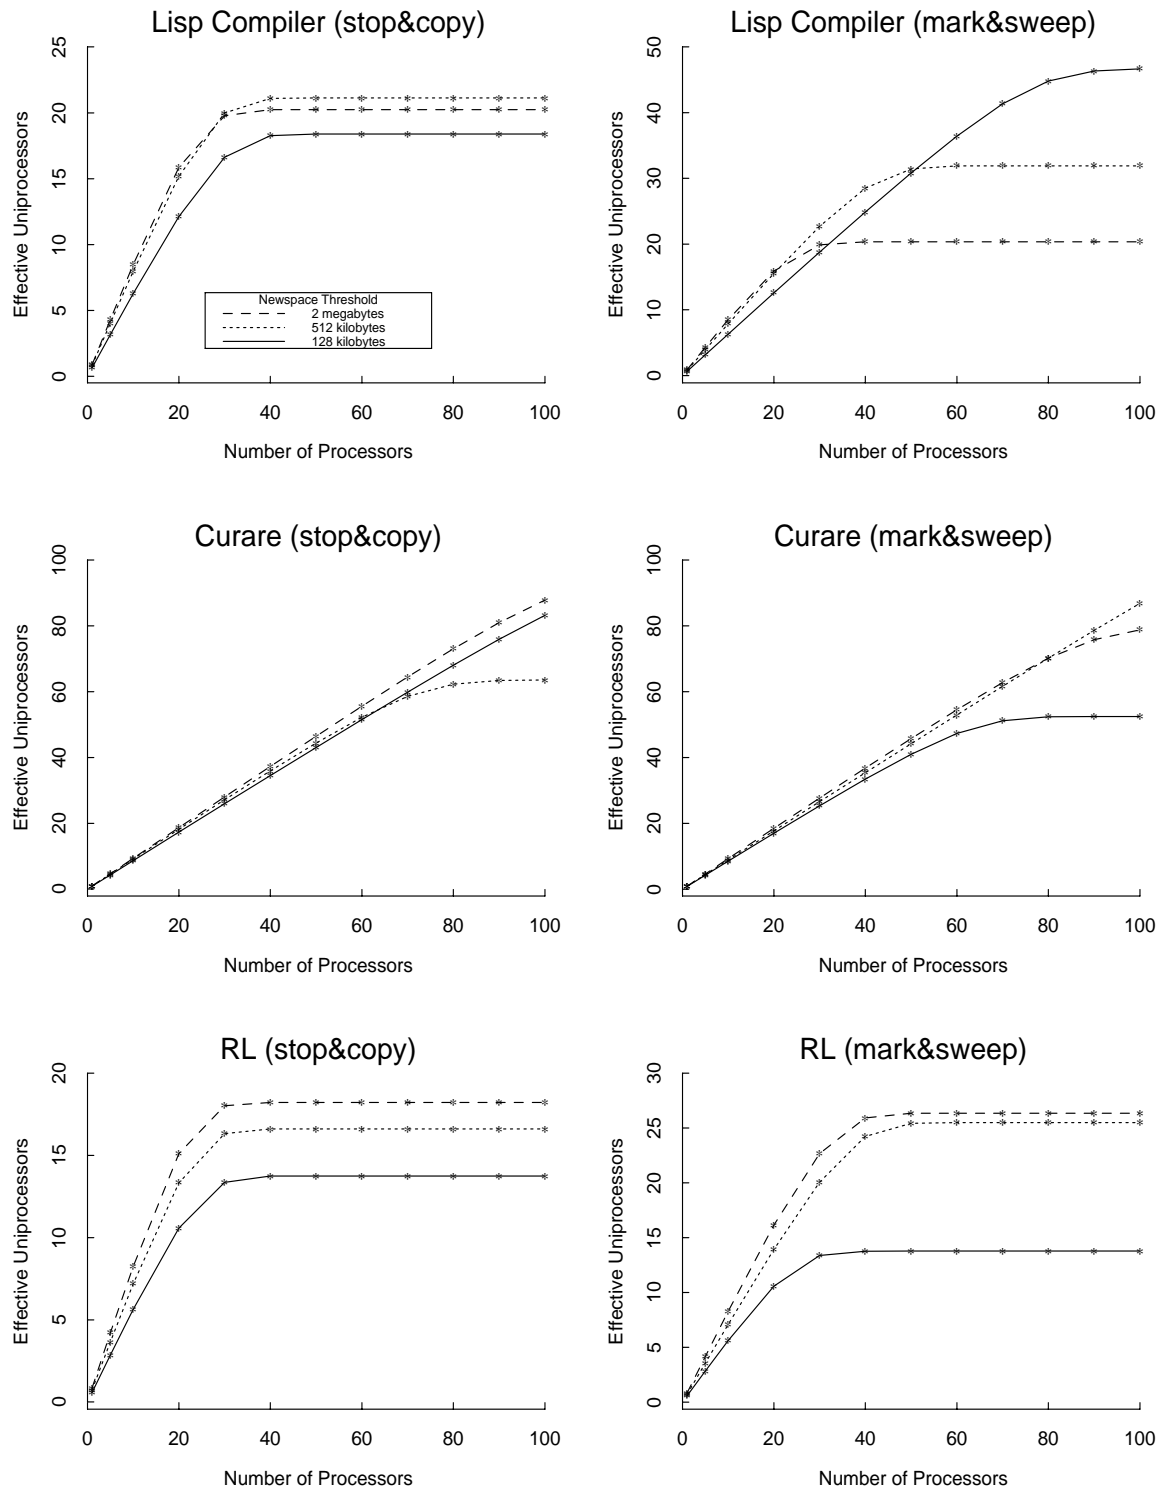 Lisp Compiler (stop&copy)
Effective Uniprocessors
0 5 10 15 20 25
Newspace Threshold
2 megabytes
512 kilobytes
128 kilobytes
0 20 40 60 80 100
Number of Processors
Lisp Compiler (mark&sweep)
Effective Uniprocessors
0 10 20 30 40 50
0 20 40 60 80 100
Number of Processors
Curare (stop&copy)
Effective Uniprocessors
0 20 40 60 80 100
0 20 40 60 80 100
Number of Processors
Curare (mark&sweep)
Effective Uniprocessors
0 20 40 60 80 100
0 20 40 60 80 100
Number of Processors
RL (stop&copy)
Effective Uniprocessors
0 5 10 15 20
0 20 40 60 80 100
Number of Processors
RL (mark&sweep)
Effective Uniprocessors
0 5 10 15 20 25 30
0 20 40 60 80 100
Number of Processors